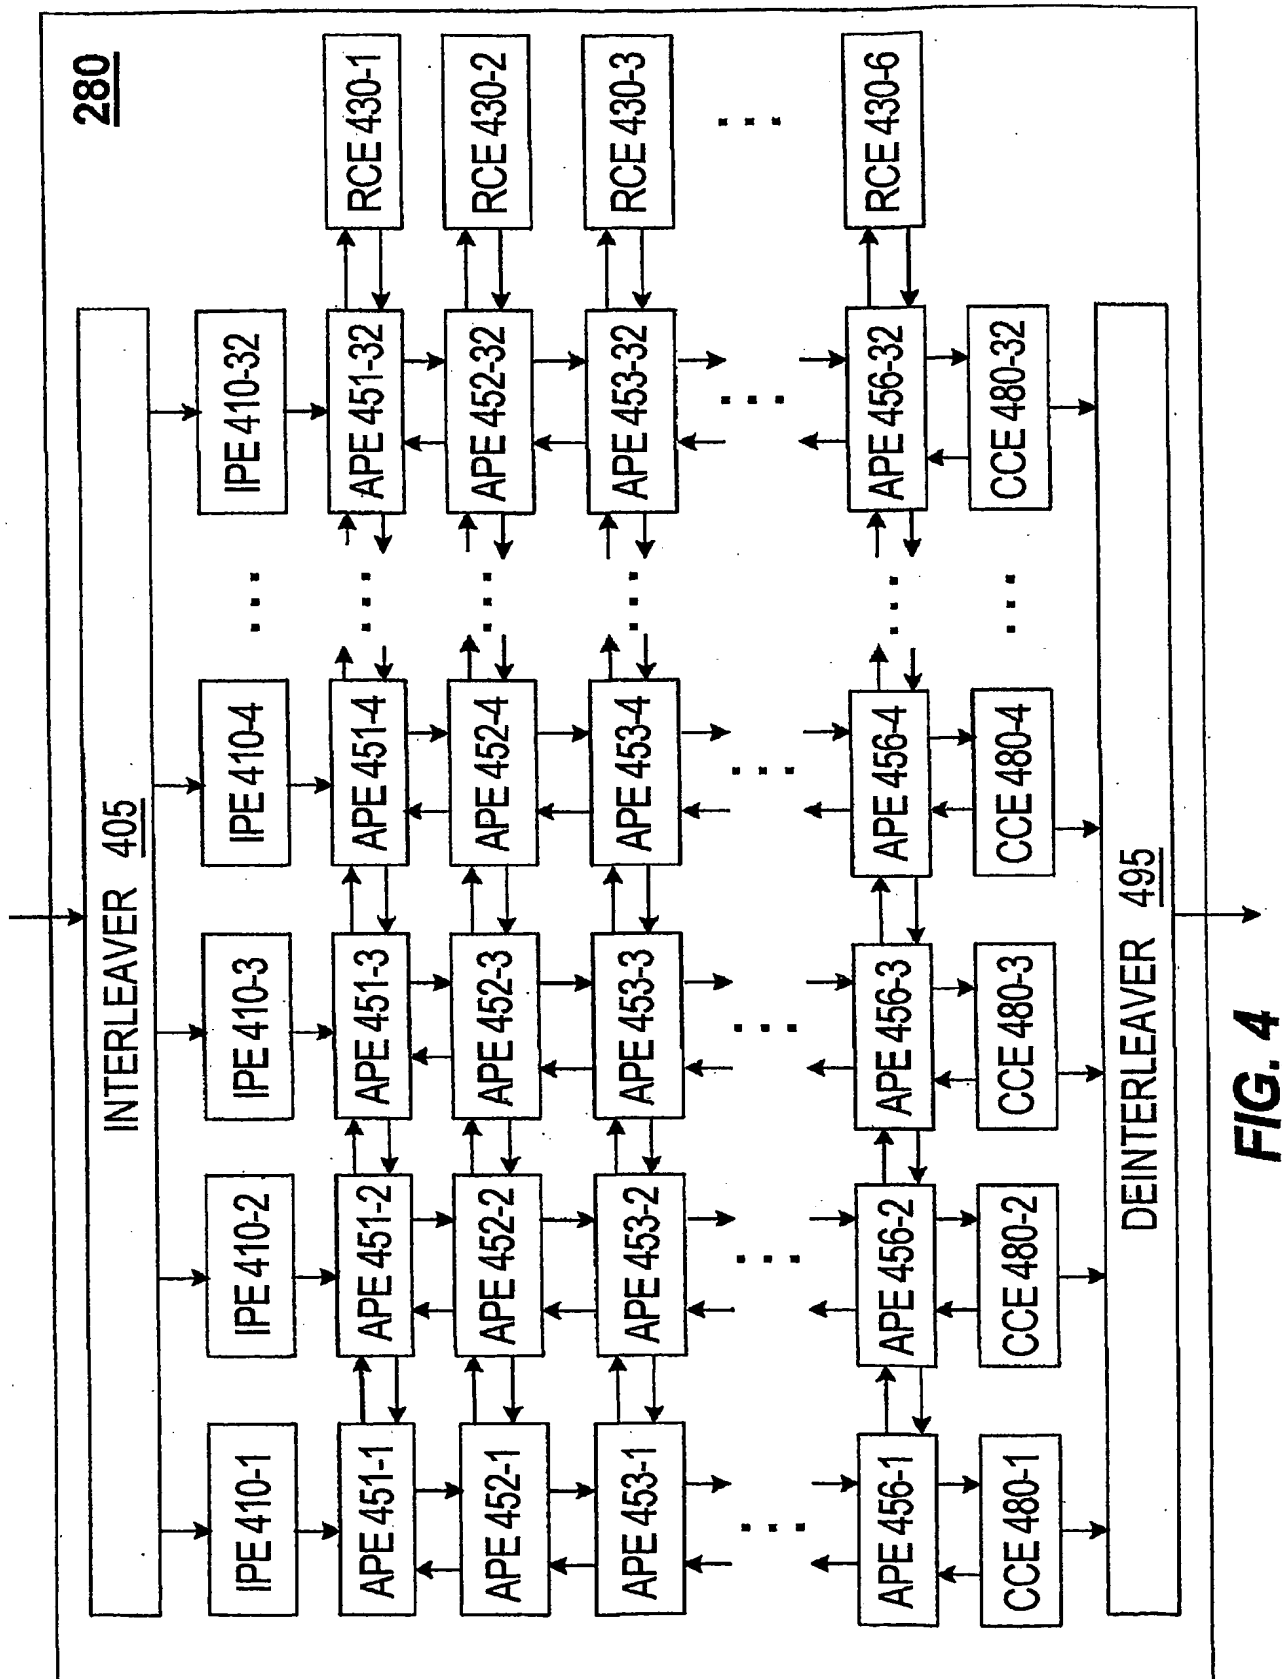 280
INTERLEAVER 405
IPE 410-1
IPE 410-2
IPE 410-3
IPE 410-4
IPE 410-32
APE 451-1
APE 451-2
APE 451-3
APE 451-4
APE 451-32
RCE 430-1
APE 452-1
APE 452-2
APE 452-3
APE 452-4
APE 452-32
RCE 430-2
APE 453-1
APE 453-2
APE 453-3
APE 453-4
APE 453-32
RCE 430-3
APE 456-1
APE 456-2
APE 456-3
APE 456-4
APE 456-32
RCE 430-6
CCE 480-1
CCE 480-2
CCE 480-3
CCE 480-4
CCE 480-32
DEINTERLEAVER 495
FIG. 4